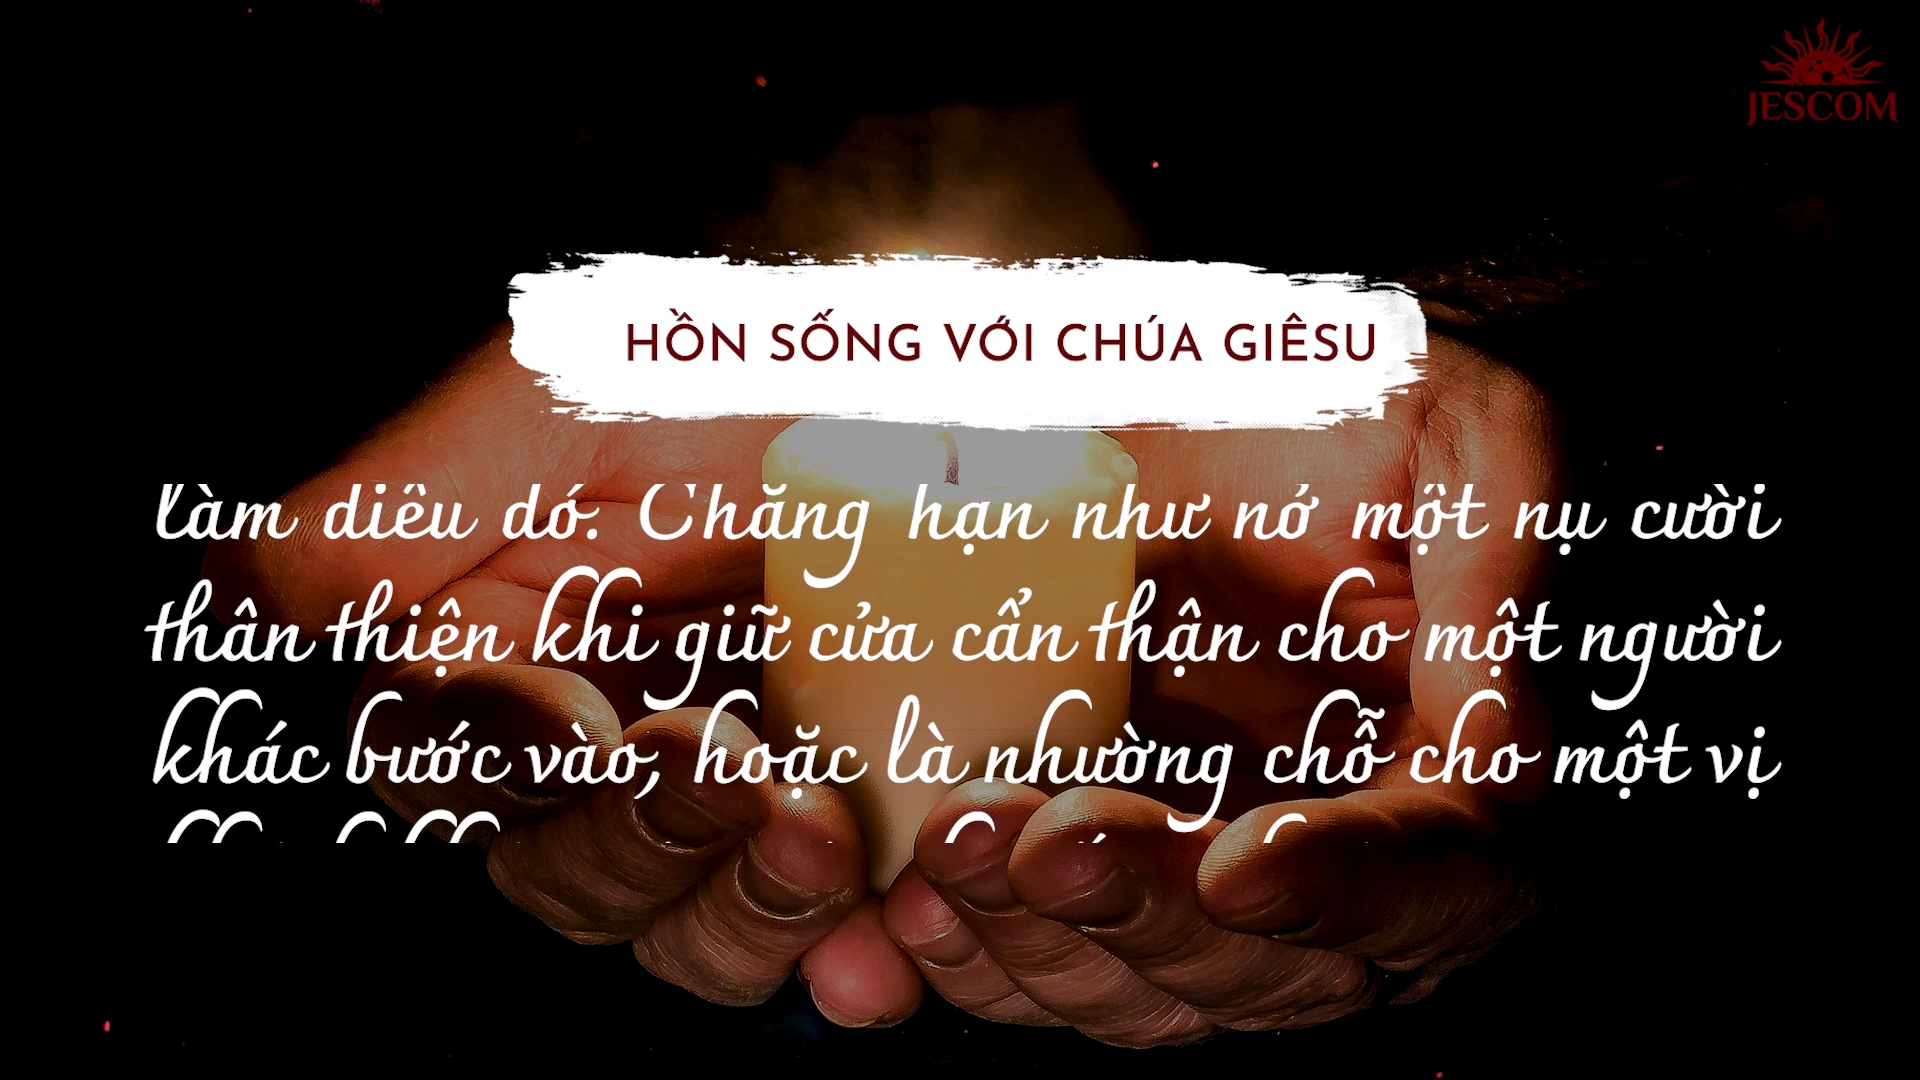 JESCOM
HỒN SỐNG VỚI CHÚA GIÊSU
làm điều đó. Chẳng hạn như nở một nụ cười
thân thiện khi giữ cửa cẩn thận cho một người
khác bước vào, hoặc là nhường chỗ cho một vị